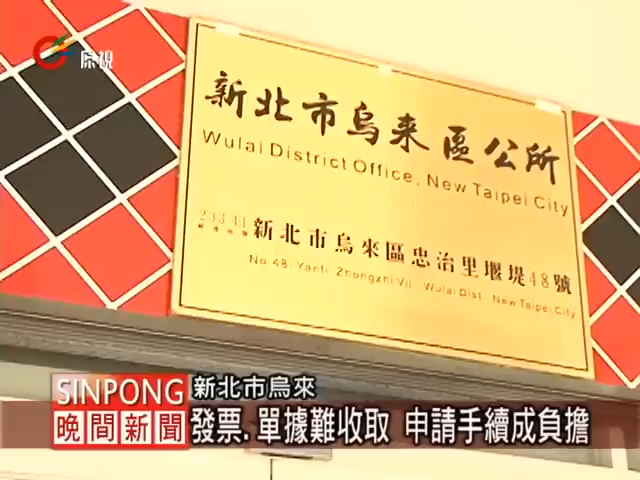 原視
新北市烏来區公所
Wulai District Office, New Taipei City
23341
新北市烏來區忠治里堰堤48號
No.48, Yanti, Zhongzhi Vil., Wulai Dist., New Taipei City
SINPONG
新北市烏來
晚間新聞
發票.單據難收取 申請手續成負擔